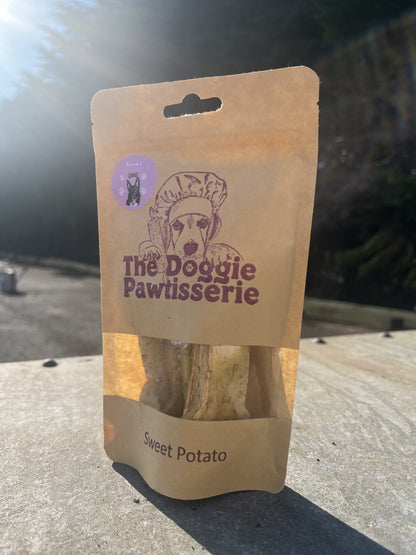 The Doggie
Pawtisserie
Sweet Potato